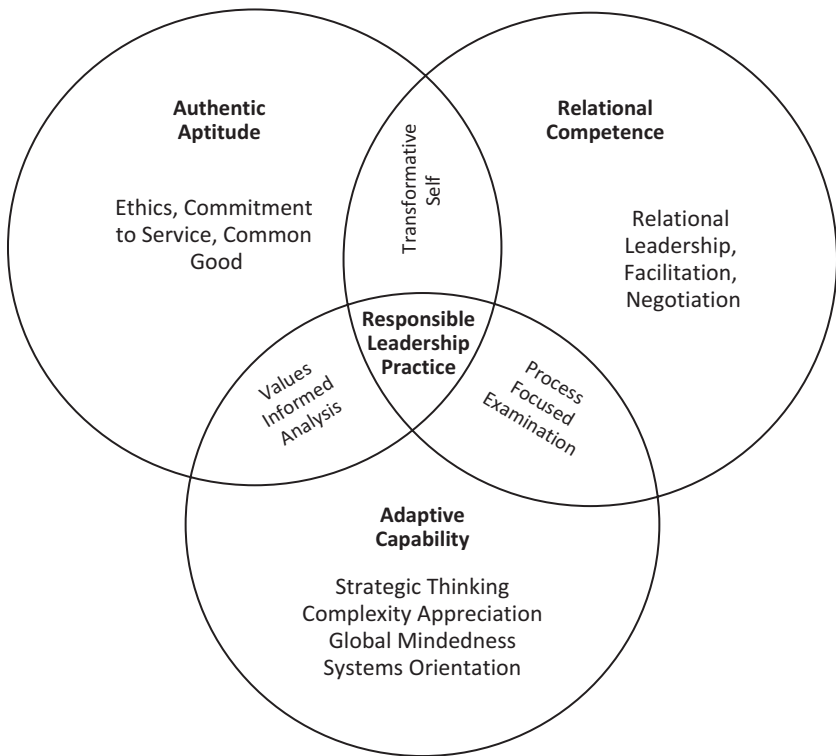 Authentic
Aptitude
Ethics, Commitment
to Service, Common
Good
Transformative
Self
Relational
Competence
Relational
Leadership,
Facilitation,
Negotiation
Responsible
Leadership
Practice
Values
Informed
Analysis
Process
Focused
Examination
Adaptive
Capability
Strategic Thinking
Complexity Appreciation
Global Mindedness
Systems Orientation